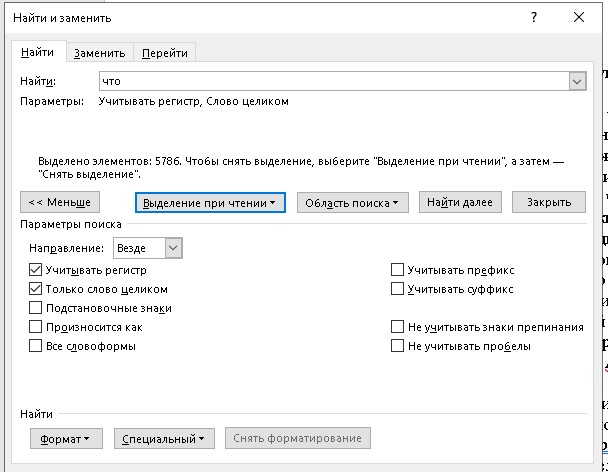 Найти и заменить
?
Найти Заменить Перейти
Найти: что
Параметры: Учитывать регистр, Слово целиком
Выделено элементов: 5786. Чтобы снять выделение, выберите "Выделение при чтении", а затем —
"Снять выделение".
<< Меньше Выделение при чтении Область поиска Найти далее Закрыть
Параметры поиска
Направление: Везде
Учитывать регистр Учитывать префикс
Только слово целиком Учитывать суффикс
Подстановочные знаки
Произносится как Не учитывать знаки препинания
Все словоформы Не учитывать пробелы
Найти
Формат Специальный Снять форматирование